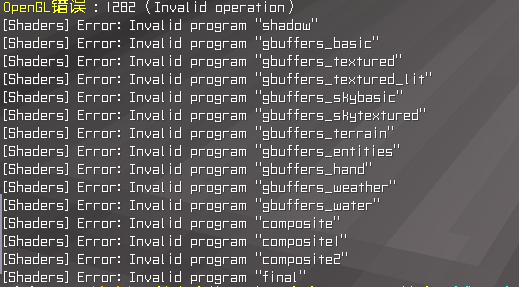 OpenGL错误：1282 (Invalid operation)
[Shaders] Error: Invalid program "shadow"
[Shaders] Error: Invalid program "gbuffers_basic"
[Shaders] Error: Invalid program "gbuffers_textured"
[Shaders] Error: Invalid program "gbuffers_textured_lit"
[Shaders] Error: Invalid program "gbuffers_skybasic"
[Shaders] Error: Invalid program "gbuffers_skytextured"
[Shaders] Error: Invalid program "gbuffers_terrain"
[Shaders] Error: Invalid program "gbuffers_entities"
[Shaders] Error: Invalid program "gbuffers_hand"
[Shaders] Error: Invalid program "gbuffers_weather"
[Shaders] Error: Invalid program "gbuffers_water"
[Shaders] Error: Invalid program "composite"
[Shaders] Error: Invalid program "composite1"
[Shaders] Error: Invalid program "composite2"
[Shaders] Error: Invalid program "final"